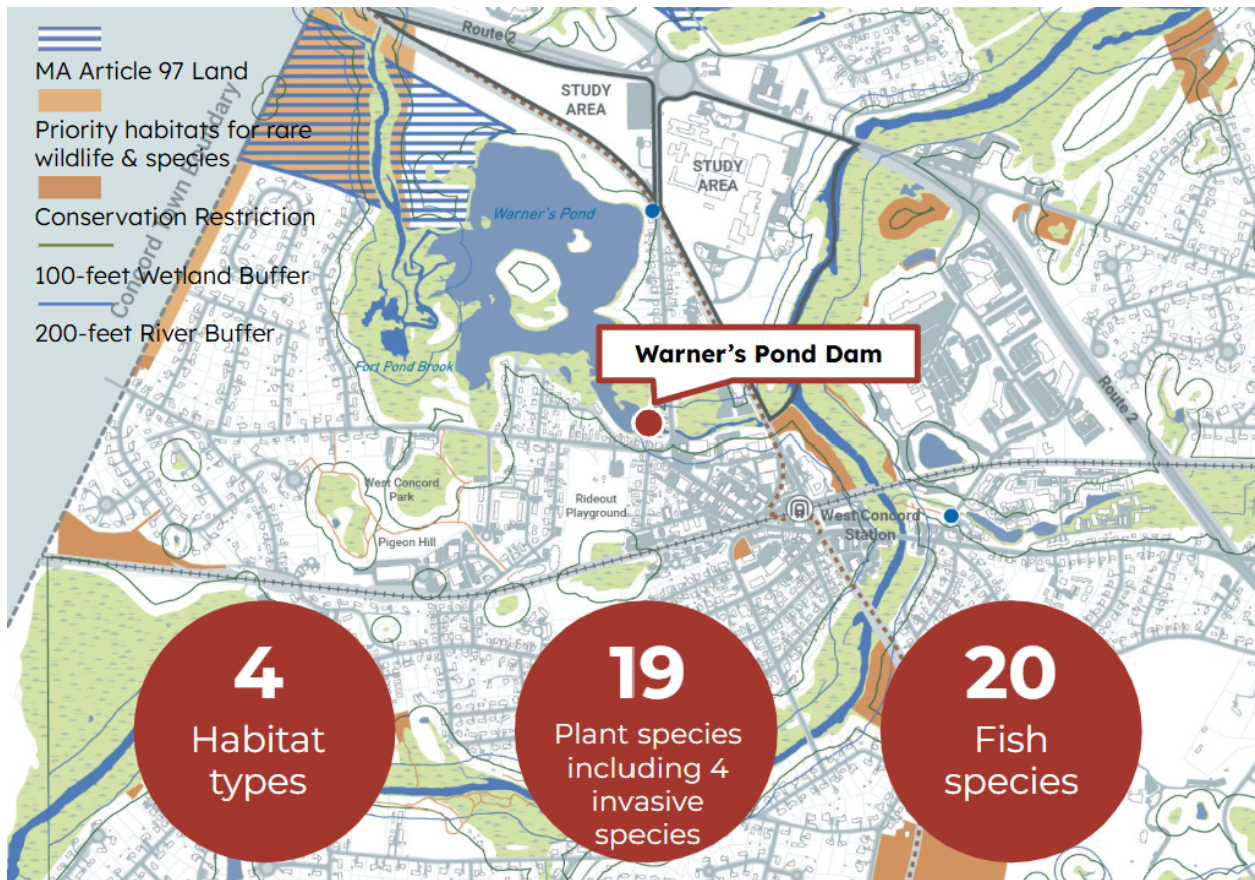 MA Article 97 Land
Priority habitats for rare
wildlife & species
Conservation Restriction
100-feet Wetland Buffer
200-feet River Buffer
Concord Town Boundary
Route 2
STUDY
AREA
STUDY
AREA
Warner's Pond
Fort Pond Brook
Warner's Pond Dam
Route 2
West Concord
Park
Rideout
Playground
Pigeon Hill
West Concord
Station
4
Habitat
types
19
Plant species
including 4
invasive
species
20
Fish
species